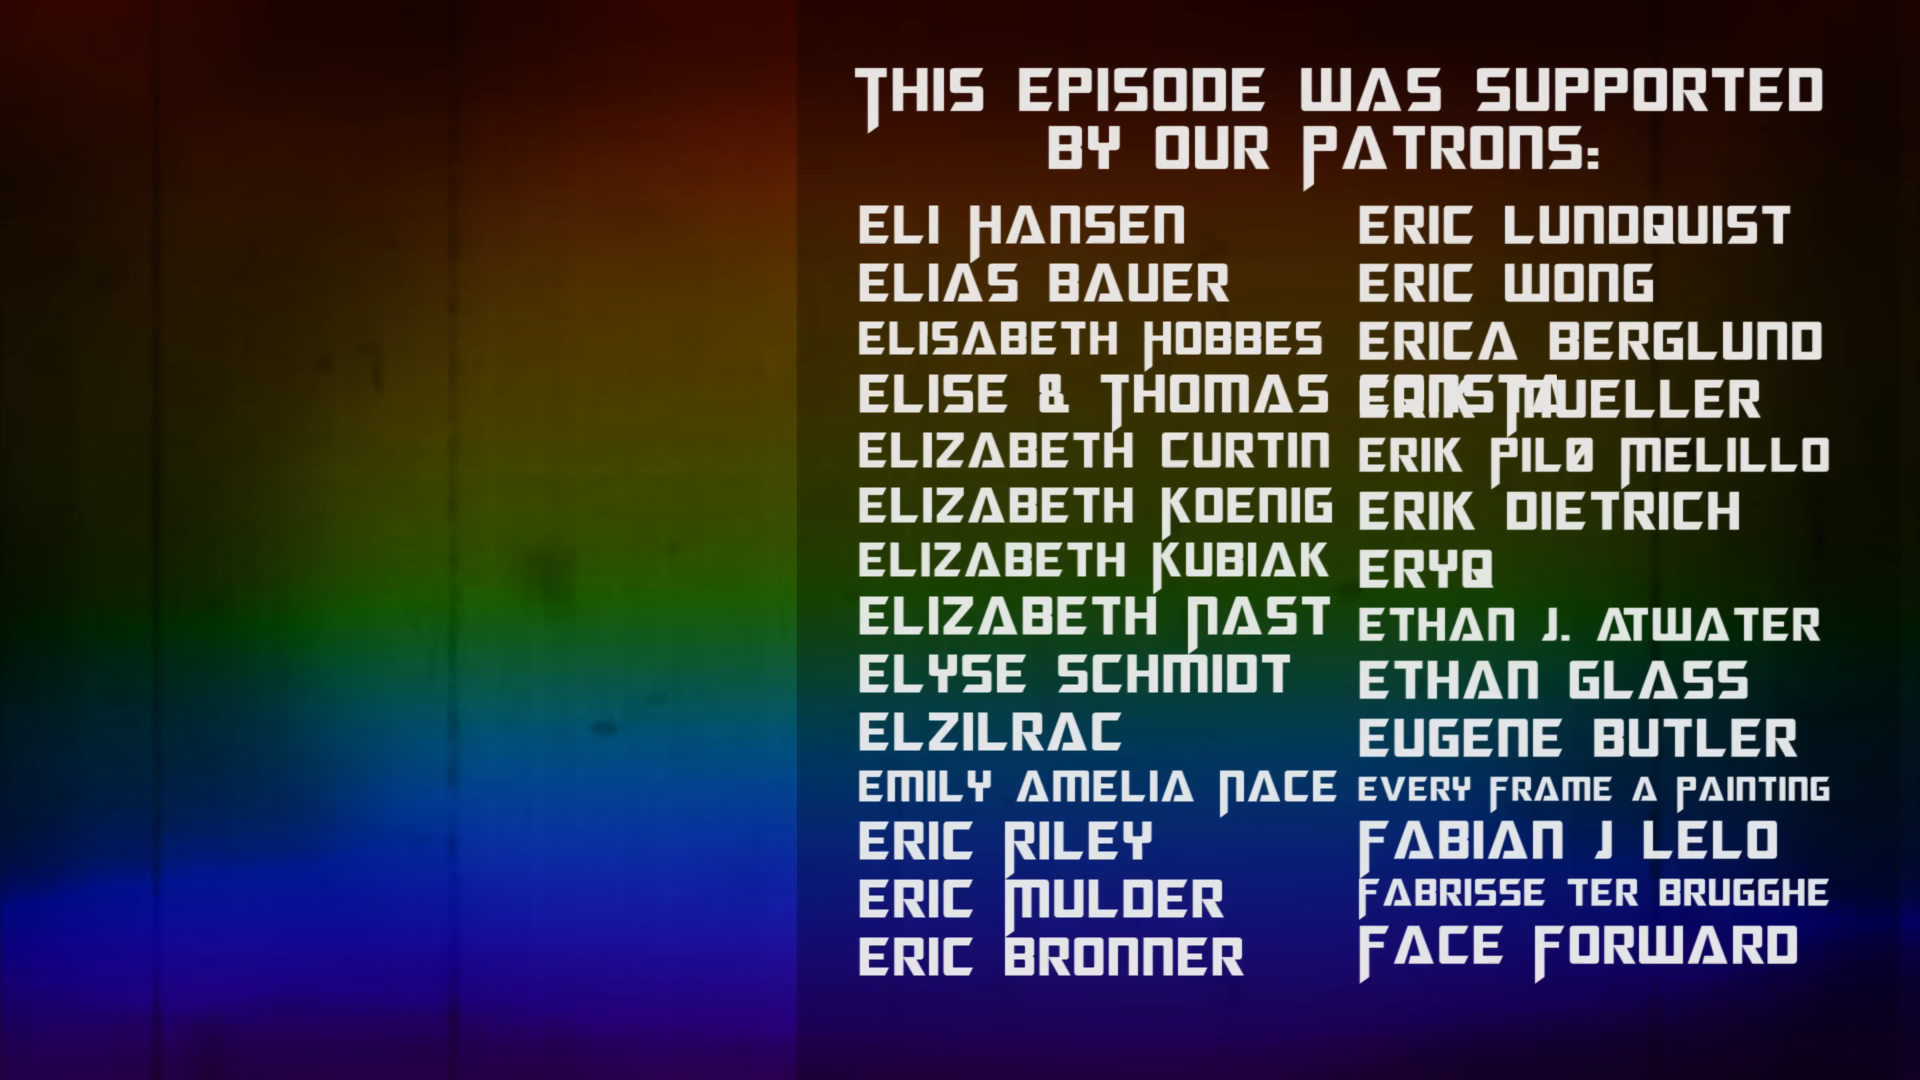 This episode was supported
by our Patrons:
Eli Hansen
Elias Bauer
Elisabeth Hobbes
Elise & Thomas
Elizabeth Curtin
Elizabeth Koenig
Elizabeth Kubiak
Elizabeth Nast
Elyse Schmidt
Elzilrac
Emily Amelia Nace
Eric Riley
Eric Mulder
Eric Bronner
Eric Lundquist
Eric Wong
Erica Berglund
Mueller
Erik Pilø Melillo
Erik Dietrich
Eryq
Ethan J. Atwater
Ethan Glass
Eugene Butler
Every Frame a Painting
Fabian J Lelo
Fabrisse ter Brugghe
Face Forward